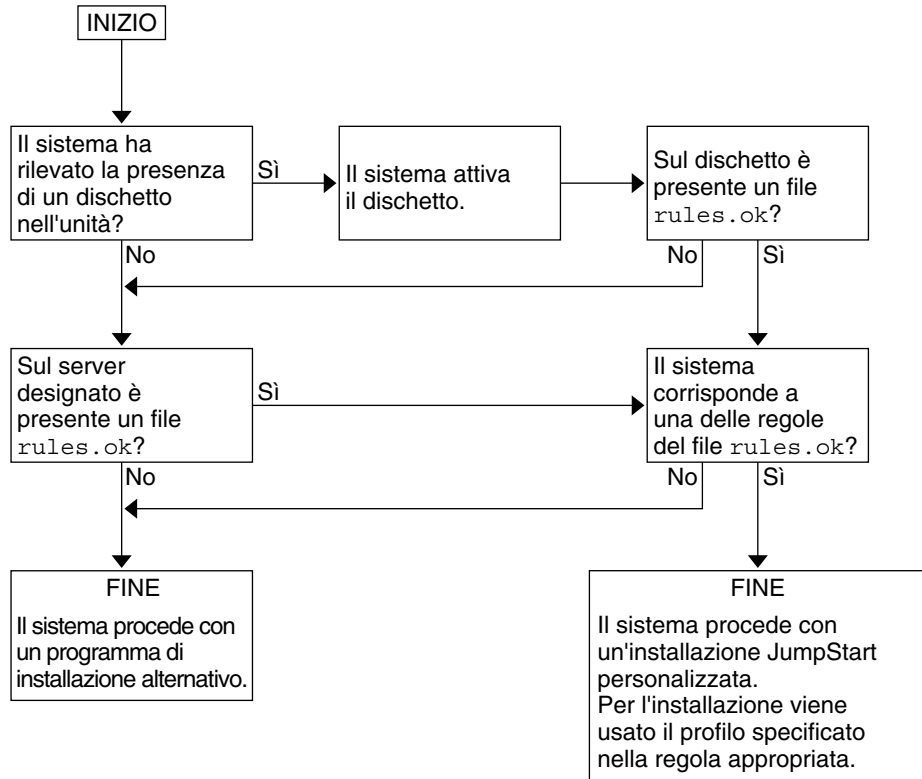 INIZIO
Il sistema ha
rilevato la presenza
di un dischetto
nell'unità?
Sì
Il sistema attiva
il dischetto.
Sul dischetto è
presente un file
rules.ok?
No
No
Sì
Sul server
designato è
presente un file
rules.ok?
Sì
Il sistema
corrisponde a
una delle regole
del file rules.ok?
No
No
Sì
FINE
Il sistema procede con
un programma di
installazione alternativo.
FINE
Il sistema procede con
un'installazione JumpStart
personalizzata.
Per l'installazione viene
usato il profilo specificato
nella regola appropriata.